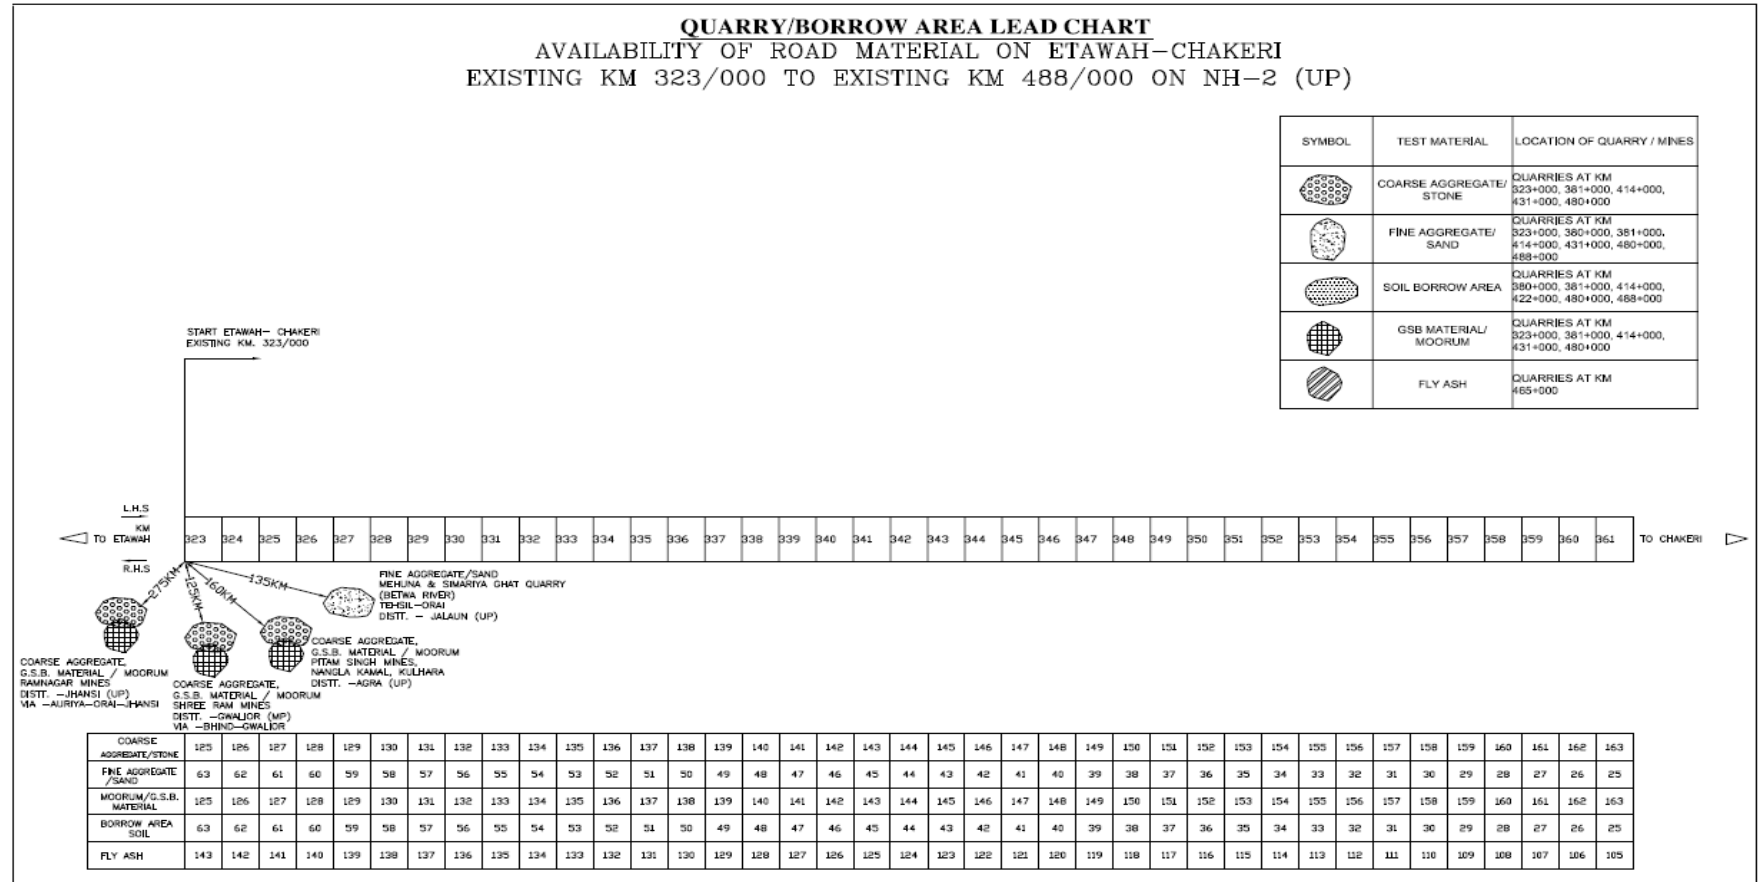 QUARRY/BORROW AREA LEAD CHART
AVAILABILITY OF ROAD MATERIAL ON ETAWAH-CHAKERI
EXISTING KM 323/000 TO EXISTING KM 488/000 ON NH-2 (UP)
SYMBOL TEST MATERIAL LOCATION OF QUARRY / MINES
COARSE AGGREGATE/
STONE
QUARRIES AT KM
323+000, 381+000, 414+000,
431+000, 480+000
FINE AGGREGATE/
SAND
QUARRIES AT KM
323+000, 380+000, 381+000,
414+000, 431+000, 480+000,
488+000
SOIL BORROW AREA
QUARRIES AT KM
380+000, 381+000, 414+000,
422+000, 480+000, 488+000
GSB MATERIAL/
MOORUM
QUARRIES AT KM
323+000, 381+000, 414+000,
431+000, 480+000
FLY ASH
QUARRIES AT KM
465+000
START ETAWAH- CHAKERI
EXISTING KM. 323/000
L.H.S
KM
TO ETAWAH
R.H.S
323 324 325 326 327 328 329 330 331 332 333 334 335 336 337 338 339 340 341 342 343 344 345 346 347 348 349 350 351 352 353 354 355 356 357 358 359 360 361
TO CHAKERI
275KM
125KM
160KM
135KM
FINE AGGREGATE/SAND
MEHUNA & SIMARIYA GHAT QUARRY
(BETWA RIVER)
TEHSIL-ORAI
DISTT. - JALAUN (UP)
COARSE AGGREGATE,
G.S.B. MATERIAL / MOORUM
PITAM SINGH MINES,
NANGLA KAMAL, KULHARA
DISTT. -AGRA (UP)
COARSE AGGREGATE,
G.S.B. MATERIAL / MOORUM
RAMNAGAR MINES
DISTT. -JHANSI (UP)
VIA -AURIYA-ORAI-JHANSI
COARSE AGGREGATE,
G.S.B. MATERIAL / MOORUM
SHREE RAM MINES
DISTT. -GWALIOR (MP)
VIA -BHIND-GWALIOR
COARSE
AGGREGATE/STONE
125 126 127 128 129 130 131 132 133 134 135 136 137 138 139 140 141 142 143 144 145 146 147 148 149 150 151 152 153 154 155 156 157 158 159 160 161 162 163
FINE AGGREGATE
/SAND
63 62 61 60 59 58 57 56 55 54 53 52 51 50 49 48 47 46 45 44 43 42 41 40 39 38 37 36 35 34 33 32 31 30 29 28 27 26 25
MOORUM/G.S.B.
MATERIAL
125 126 127 128 129 130 131 132 133 134 135 136 137 138 139 140 141 142 143 144 145 146 147 148 149 150 151 152 153 154 155 156 157 158 159 160 161 162 163
BORROW AREA
SOIL
63 62 61 60 59 58 57 56 55 54 53 52 51 50 49 48 47 46 45 44 43 42 41 40 39 38 37 36 35 34 33 32 31 30 29 28 27 26 25
FLY ASH
143 142 141 140 139 138 137 136 135 134 133 132 131 130 129 128 127 126 125 124 123 122 121 120 119 118 117 116 115 114 113 112 111 110 109 108 107 106 105